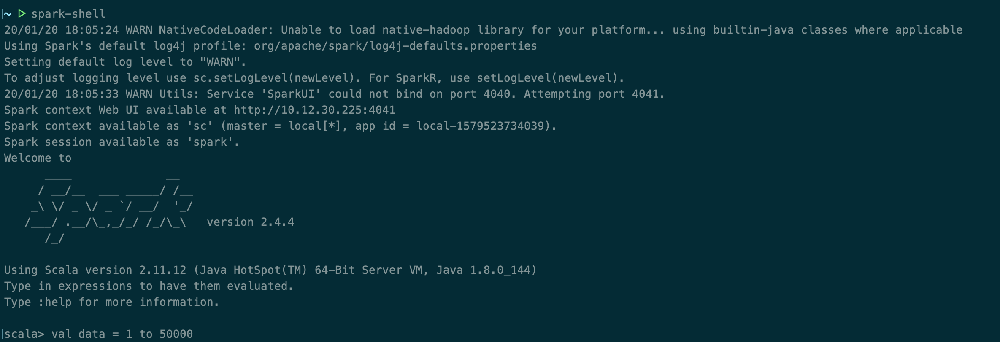 [~ ▷ spark-shell
20/01/20 18:05:24 WARN NativeCodeLoader: Unable to load native-hadoop library for your platform... using builtin-java classes where applicable
Using Spark's default log4j profile: org/apache/spark/log4j-defaults.properties
Setting default log level to "WARN".
To adjust logging level use sc.setLogLevel(newLevel). For SparkR, use setLogLevel(newLevel).
20/01/20 18:05:33 WARN Utils: Service 'SparkUI' could not bind on port 4040. Attempting port 4041.
Spark context Web UI available at http://10.12.30.225:4041
Spark context available as 'sc' (master = local[*], app id = local-1579523734039).
Spark session available as 'spark'.
Welcome to
      ____              __
     / __/__  ___ _____/ /__
    _\ \/ _ \/ _ `/ __/  '_/
   /___/ .__/\_,_/_/ /_/\_\   version 2.4.4
      /_/
Using Scala version 2.11.12 (Java HotSpot(TM) 64-Bit Server VM, Java 1.8.0_144)
Type in expressions to have them evaluated.
Type :help for more information.
[scala> val data = 1 to 50000